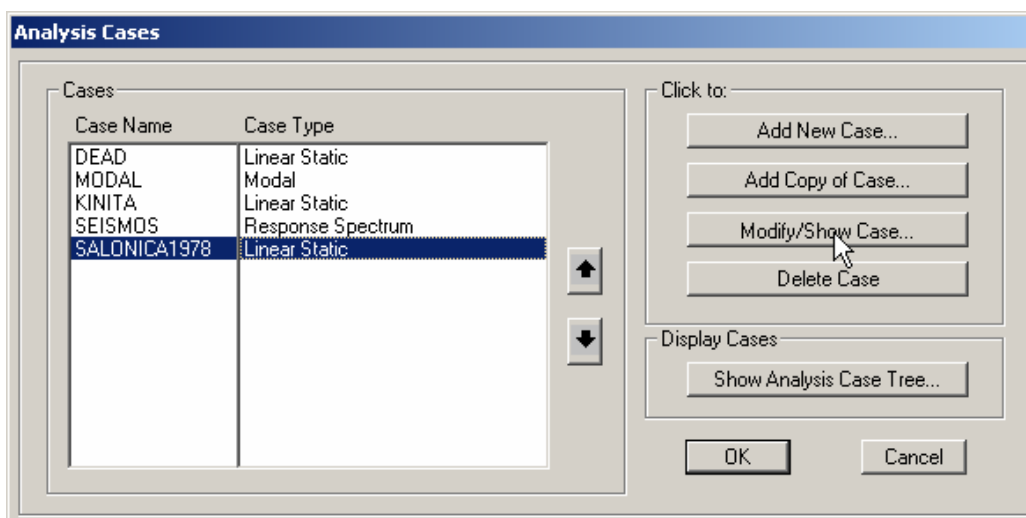 Analysis Cases
Cases
Case Name Case Type
DEAD Linear Static
MODAL Modal
KINITA Linear Static
SEISMOS Response Spectrum
SALONICA1978 Linear Static
Click to:
Add New Case...
Add Copy of Case...
Modify/Show Case...
Delete Case
Display Cases
Show Analysis Case Tree...
OK Cancel